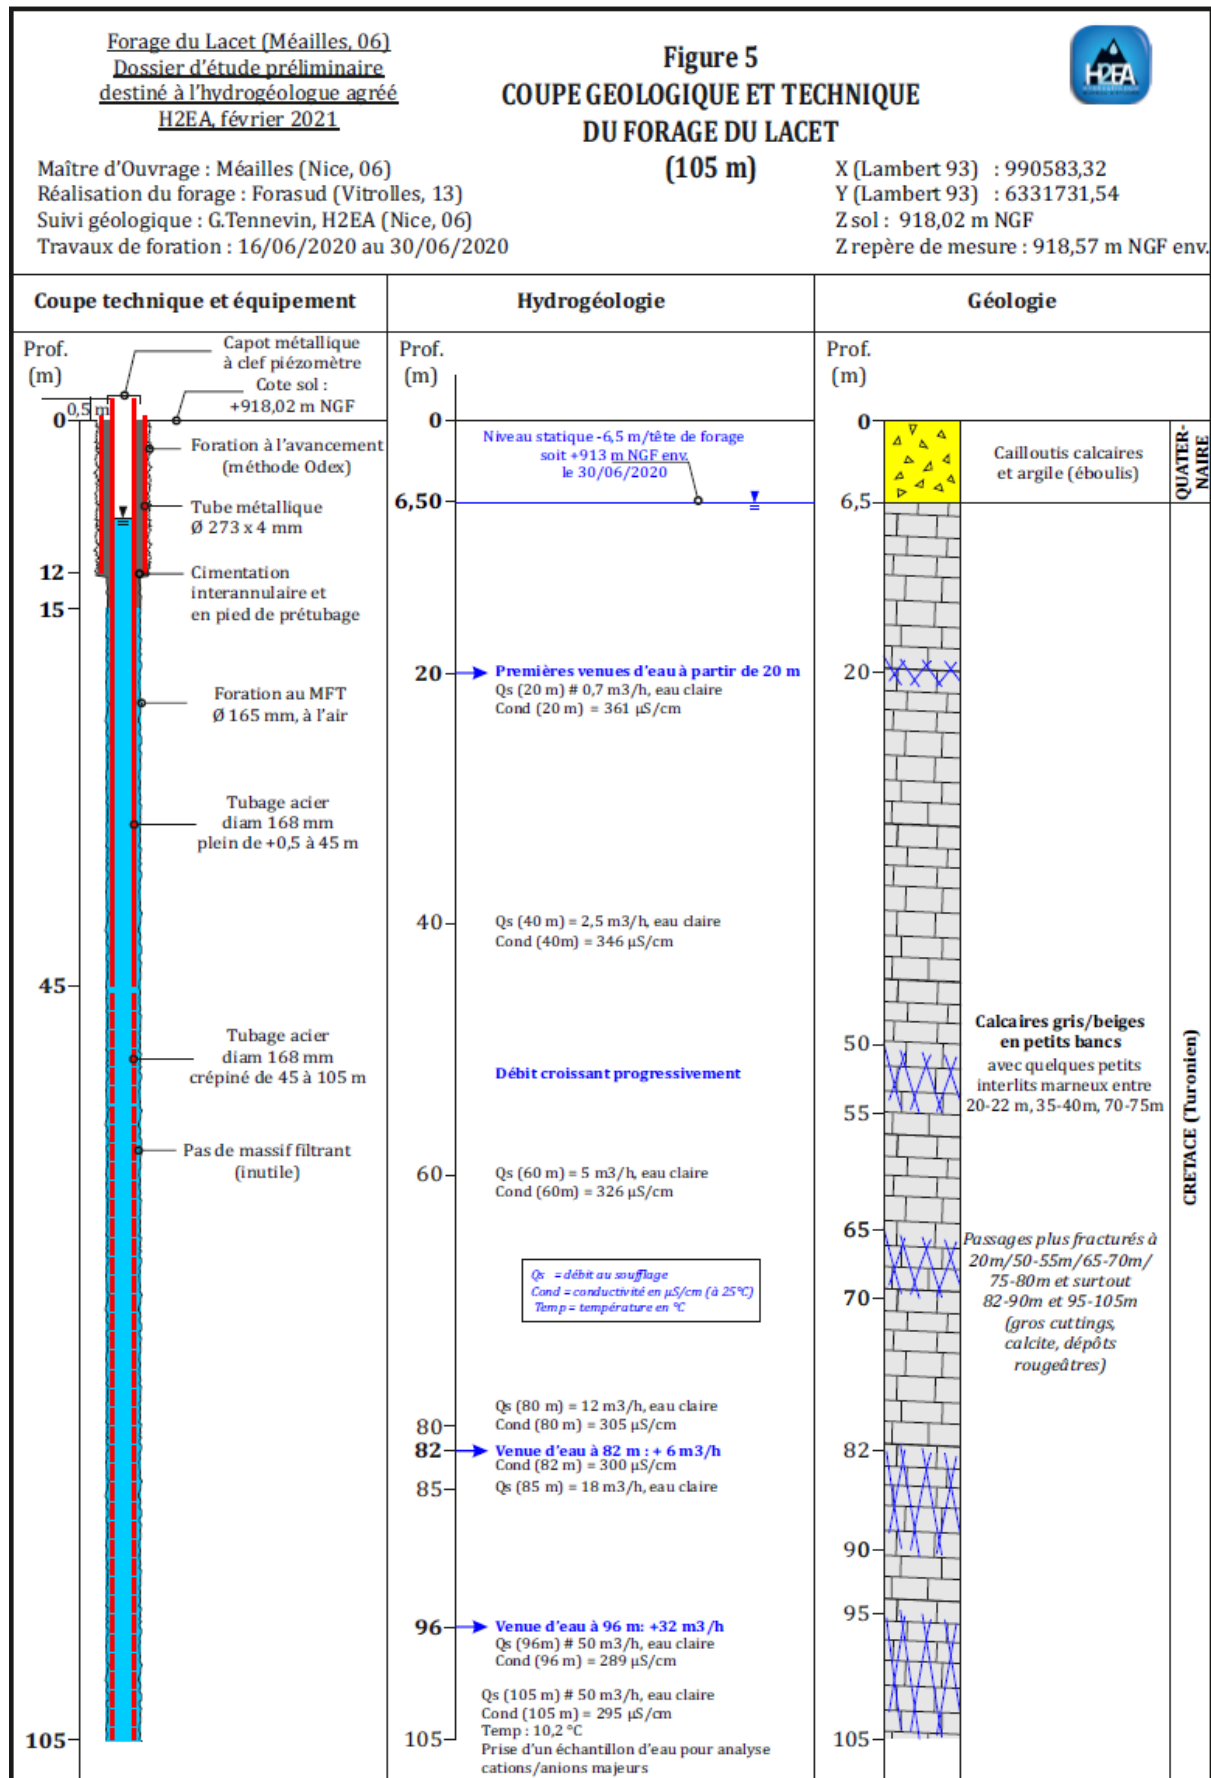 Forage du Lacet (Méailles, 06)
Dossier d'étude préliminaire
destiné à l'hydrogéologue agréé
H2EA, février 2021
Figure 5
COUPE GEOLOGIQUE ET TECHNIQUE
DU FORAGE DU LACET
(105 m)
H2EA
Maître d'Ouvrage : Méailles (Nice, 06)
Réalisation du forage : Forasud (Vitrolles, 13)
Suivi géologique : G.Tennevin, H2EA (Nice, 06)
Travaux de foration : 16/06/2020 au 30/06/2020
X (Lambert 93) : 990583,32
Y (Lambert 93) : 6331731,54
Z sol : 918,02 m NGF
Z repère de mesure : 918,57 m NGF env.
Coupe technique et équipement
Prof.
(m)
Capot métallique
à clef piézomètre
Cote sol :
+918,02 m NGF
0,5 m
0
Foration à l'avancement
(méthode Odex)
Tube métallique
Ø 273 x 4 mm
12
Cimentation
interannulaire et
en pied de prétubage
15
Foration au MFT
Ø 165 mm, à l'air
Tubage acier
diam 168 mm
plein de +0,5 à 45 m
45
Tubage acier
diam 168 mm
crépiné de 45 à 105 m
Pas de massif filtrant
(inutile)
105
Hydrogéologie
Prof.
(m)
0
Niveau statique -6,5 m/tête de forage
soit +913 m NGF env.
le 30/06/2020
6,50
20
Premières venues d'eau à partir de 20 m
Qs (20 m) # 0,7 m3/h, eau claire
Cond (20 m) = 361 µS/cm
40
Qs (40 m) = 2,5 m3/h, eau claire
Cond (40m) = 346 µS/cm
Débit croissant progressivement
60
Qs (60 m) = 5 m3/h, eau claire
Cond (60m) = 326 µS/cm
Qs = débit au soufflage
Cond = conductivité en µS/cm (à 25°C)
Temp = température en °C
Qs (80 m) = 12 m3/h, eau claire
80
Cond (80 m) = 305 µS/cm
82
Venue d'eau à 82 m : + 6 m3/h
Cond (82 m) = 300 µS/cm
85
Qs (85 m) = 18 m3/h, eau claire
96
Venue d'eau à 96 m: +32 m3/h
Qs (96m) # 50 m3/h, eau claire
Cond (96 m) = 289 µS/cm
Qs (105 m) # 50 m3/h, eau claire
Cond (105 m) = 295 µS/cm
Temp : 10,2 °C
105
Prise d'un échantillon d'eau pour analyse
cations/anions majeurs
Géologie
Prof.
(m)
0
Cailloutis calcaires
et argile (éboulis)
QUATER-
NAIRE
6,5
20
50
Calcaires gris/beiges
en petits bancs
avec quelques petits
interlits marneux entre
20-22 m, 35-40m, 70-75m
55
CRETACE (Turonien)
65
Passages plus fracturés à
20m/50-55m/65-70m/
75-80m et surtout
82-90m et 95-105m
(gros cuttings,
calcite, dépôts
rougeâtres)
70
82
90
95
105